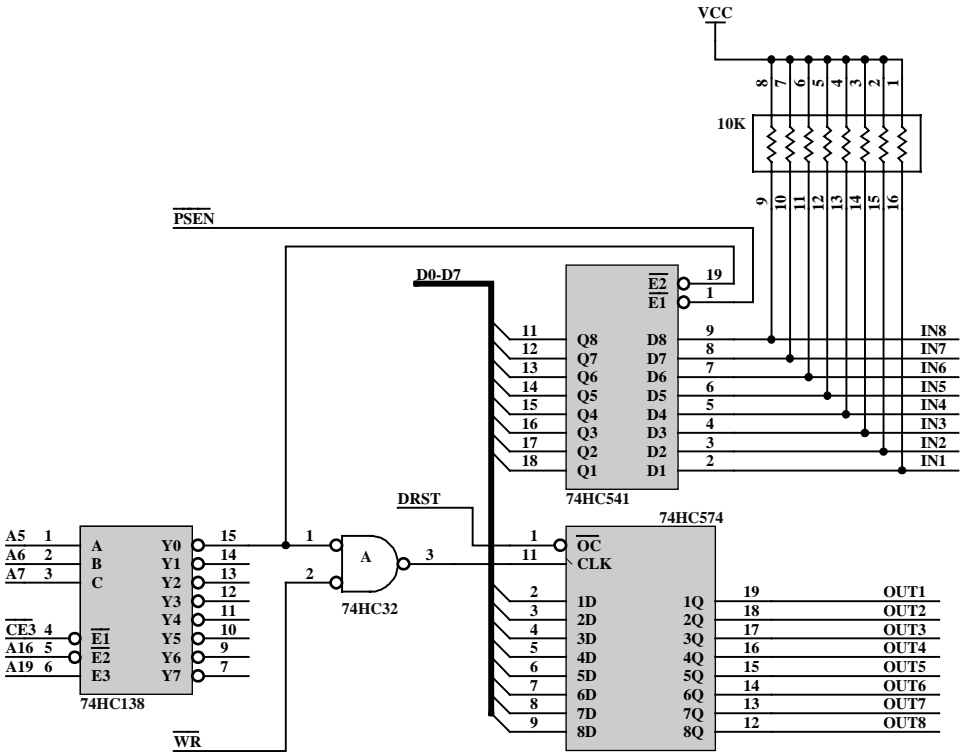 VCC
8 7 6 5 4 3 2 1
10K
9 10 11 12 13 14 15 16
PSEN
D0-D7
E2 19
E1 1
11 Q8 D8 9 IN8
12 Q7 D7 8 IN7
13 Q6 D6 7 IN6
14 Q5 D5 6 IN5
15 Q4 D4 5 IN4
16 Q3 D3 4 IN3
17 Q2 D2 3 IN2
18 Q1 D1 2 IN1
74HC541
DRST
74HC574
A5 1 A Y0 15
A6 2 B Y1 14
A7 3 C Y2 13
Y3 12
Y4 11
CE3 4 E1 Y5 10
A16 5 E2 Y6 9
A19 6 E3 Y7 7
74HC138
1
2
A
3
74HC32
WR
1 OC
11 CLK
2 1D 1Q 19 OUT1
3 2D 2Q 18 OUT2
4 3D 3Q 17 OUT3
5 4D 4Q 16 OUT4
6 5D 5Q 15 OUT5
7 6D 6Q 14 OUT6
8 7D 7Q 13 OUT7
9 8D 8Q 12 OUT8